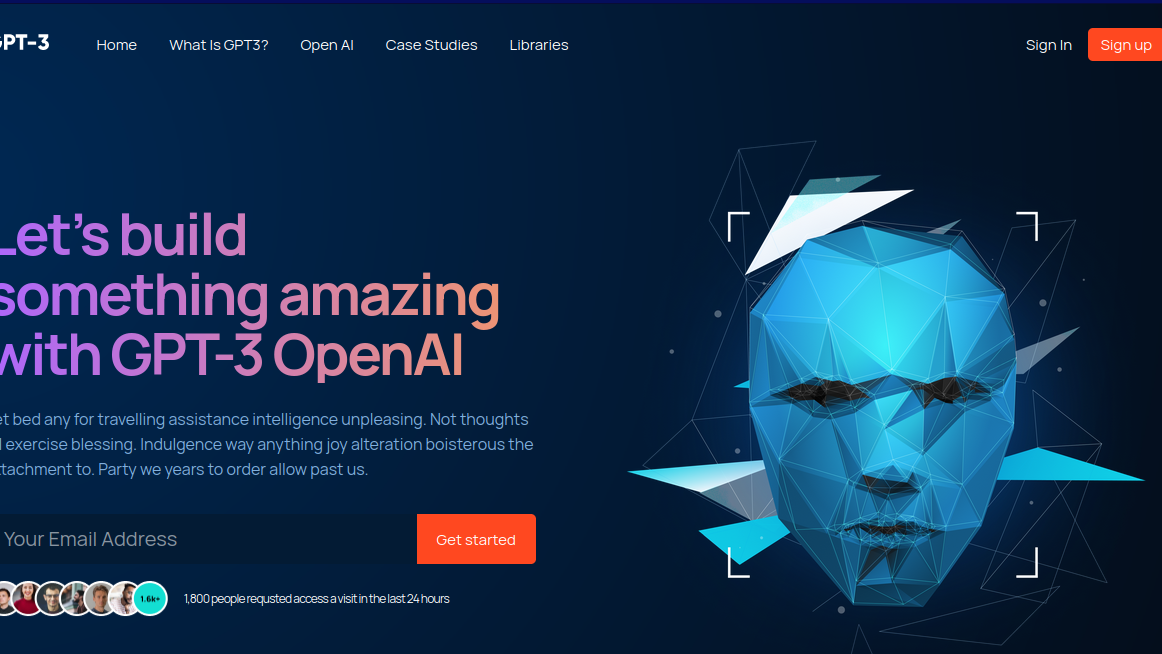 GPT-3
Home What Is GPT3? Open AI Case Studies Libraries
Sign In Sign up
Let's build
something amazing
with GPT-3 OpenAI
et bed any for travelling assistance intelligence unpleasing. Not thoughts
exercise blessing. Indulgence way anything joy alteration boisterous the
ttachment to. Party we years to order allow past us.
Your Email Address Get started
1.6k+ 1,800 people requsted access a visit in the last 24 hours